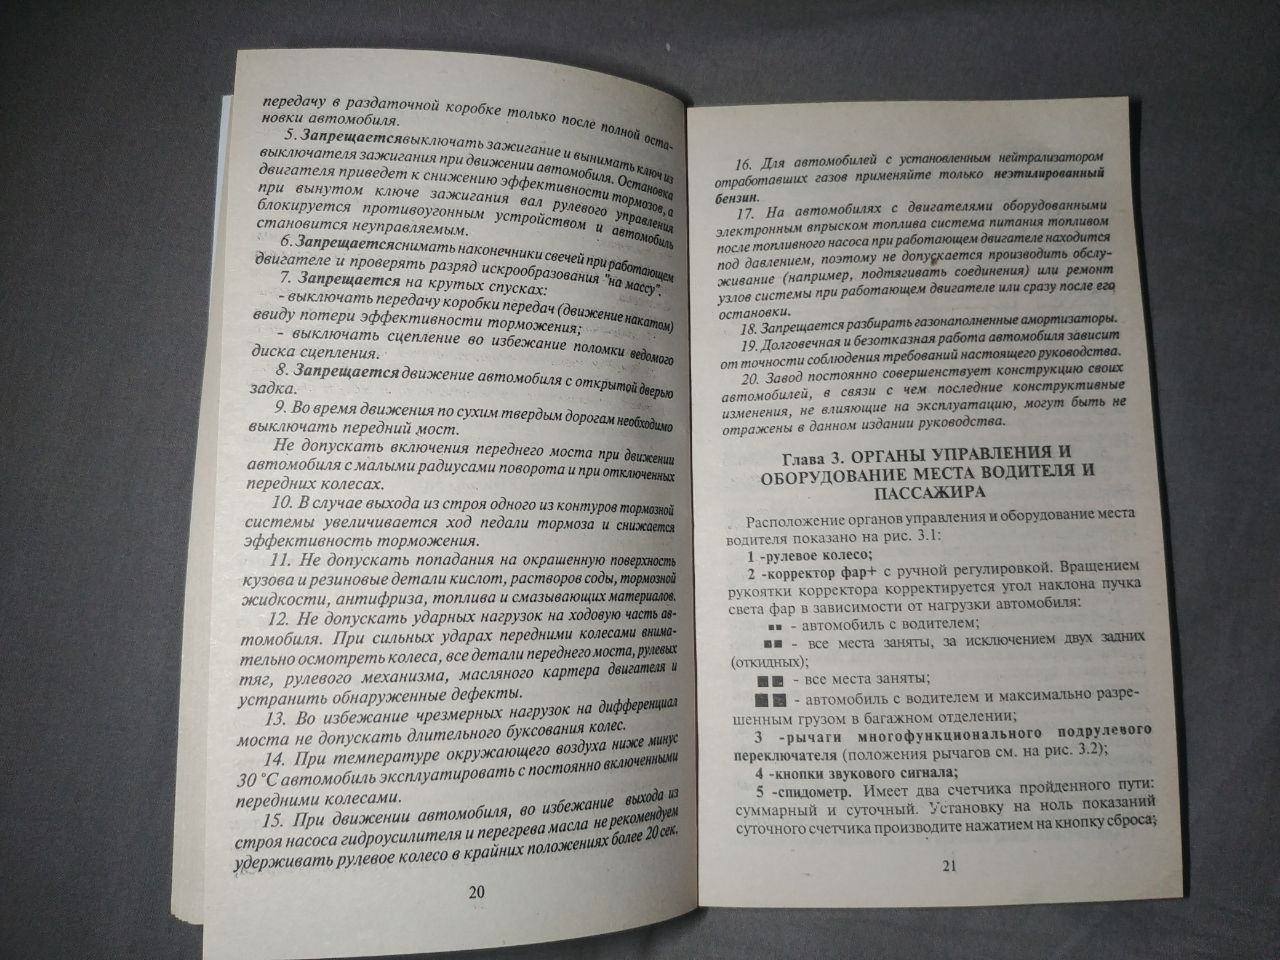 передачу в раздаточной коробке только после полной оста-
новки автомобиля.
5. Запрещается выключать зажигание и вынимать ключ из
выключателя зажигания при движении автомобиля. Остановка
двигателя приведет к снижению эффективности тормозов, а
при вынутом ключе зажигания вал рулевого управления
блокируется противоугонным устройством и автомобиль
становится неуправляемым.
6. Запрещается снимать наконечники свечей при работающем
двигателе и проверять разряд искрообразования "на массу".
7. Запрещается на крутых спусках:
- выключать передачу коробки передач (движение накатом)
ввиду потери эффективности торможения;
- выключать сцепление во избежание поломки ведомого
диска сцепления.
8. Запрещается движение автомобиля с открытой дверью
задка.
9. Во время движения по сухим твердым дорогам необходимо
выключать передний мост.
Не допускать включения переднего моста при движении
автомобиля с малыми радиусами поворота и при отключенных
передних колесах.
10. В случае выхода из строя одного из контуров тормозной
системы увеличивается ход педали тормоза и снижается
эффективность торможения.
11. Не допускать попадания на окрашенную поверхность
кузова и резиновые детали кислот, растворов соды, тормозной
жидкости, антифриза, топлива и смазывающих материалов.
12. Не допускать ударных нагрузок на ходовую часть ав-
томобиля. При сильных ударах передними колесами внима-
тельно осмотреть колеса, все детали переднего моста, рулевых
тяг, рулевого механизма, масляного картера двигателя и
устранить обнаруженные дефекты.
13. Во избежание чрезмерных нагрузок на дифференциал
моста не допускать длительного буксования колес.
14. При температуре окружающего воздуха ниже минус
30 °С автомобиль эксплуатировать с постоянно включенными
передними колесами.
15. При движении автомобиля, во избежание выхода из
строя насоса гидроусилителя и перегрева масла не рекомендуем
удерживать рулевое колесо в крайних положениях более 20 сек.
20
16. Для автомобилей с установленным нейтрализатором
отработавших газов применяйте только неэтилированный
бензин.
17. На автомобилях с двигателями оборудованными
электронным впрыском топлива система питания топливом
после топливного насоса при работающем двигателе находится
под давлением, поэтому не допускается производить обслу-
живание (например, подтягивать соединения) или ремонт
узлов системы при работающем двигателе или сразу после его
остановки.
18. Запрещается разбирать газонаполненные амортизаторы.
19. Долговечная и безотказная работа автомобиля зависит
от точности соблюдения требований настоящего руководства.
20. Завод постоянно совершенствует конструкцию своих
автомобилей, в связи с чем последние конструктивные
изменения, не влияющие на эксплуатацию, могут быть не
отражены в данном издании руководства.
Глава 3. ОРГАНЫ УПРАВЛЕНИЯ И
ОБОРУДОВАНИЕ МЕСТА ВОДИТЕЛЯ И
ПАССАЖИРА
Расположение органов управления и оборудование места
водителя показано на рис. 3.1:
1 -рулевое колесо;
2 -корректор фар+ с ручной регулировкой. Вращением
рукоятки корректора корректируется угол наклона пучка
света фар в зависимости от нагрузки автомобиля:
- автомобиль с водителем;
- все места заняты, за исключением двух задних
(откидных);
- все места заняты;
- автомобиль с водителем и максимально разре-
шенным грузом в багажном отделении;
3 -рычаги многофункционального подрулевого
переключателя (положения рычагов см. на рис. 3.2);
4 -кнопки звукового сигнала;
5 -спидометр. Имеет два счетчика пройденного пути:
суммарный и суточный. Установку на ноль показаний
суточного счетчика производите нажатием на кнопку сброса;
21